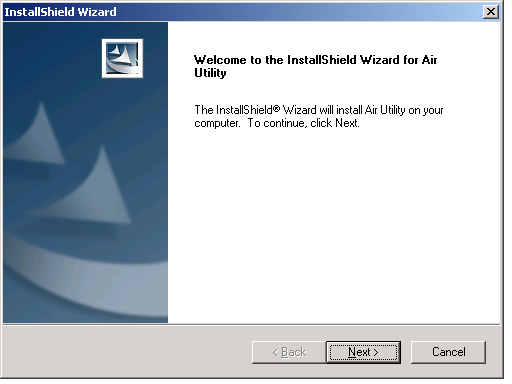 InstallShield Wizard
Welcome to the InstallShield Wizard for Air
Utility
The InstallShield® Wizard will install Air Utility on your
computer.  To continue, click Next.
< Back
Next >
Cancel